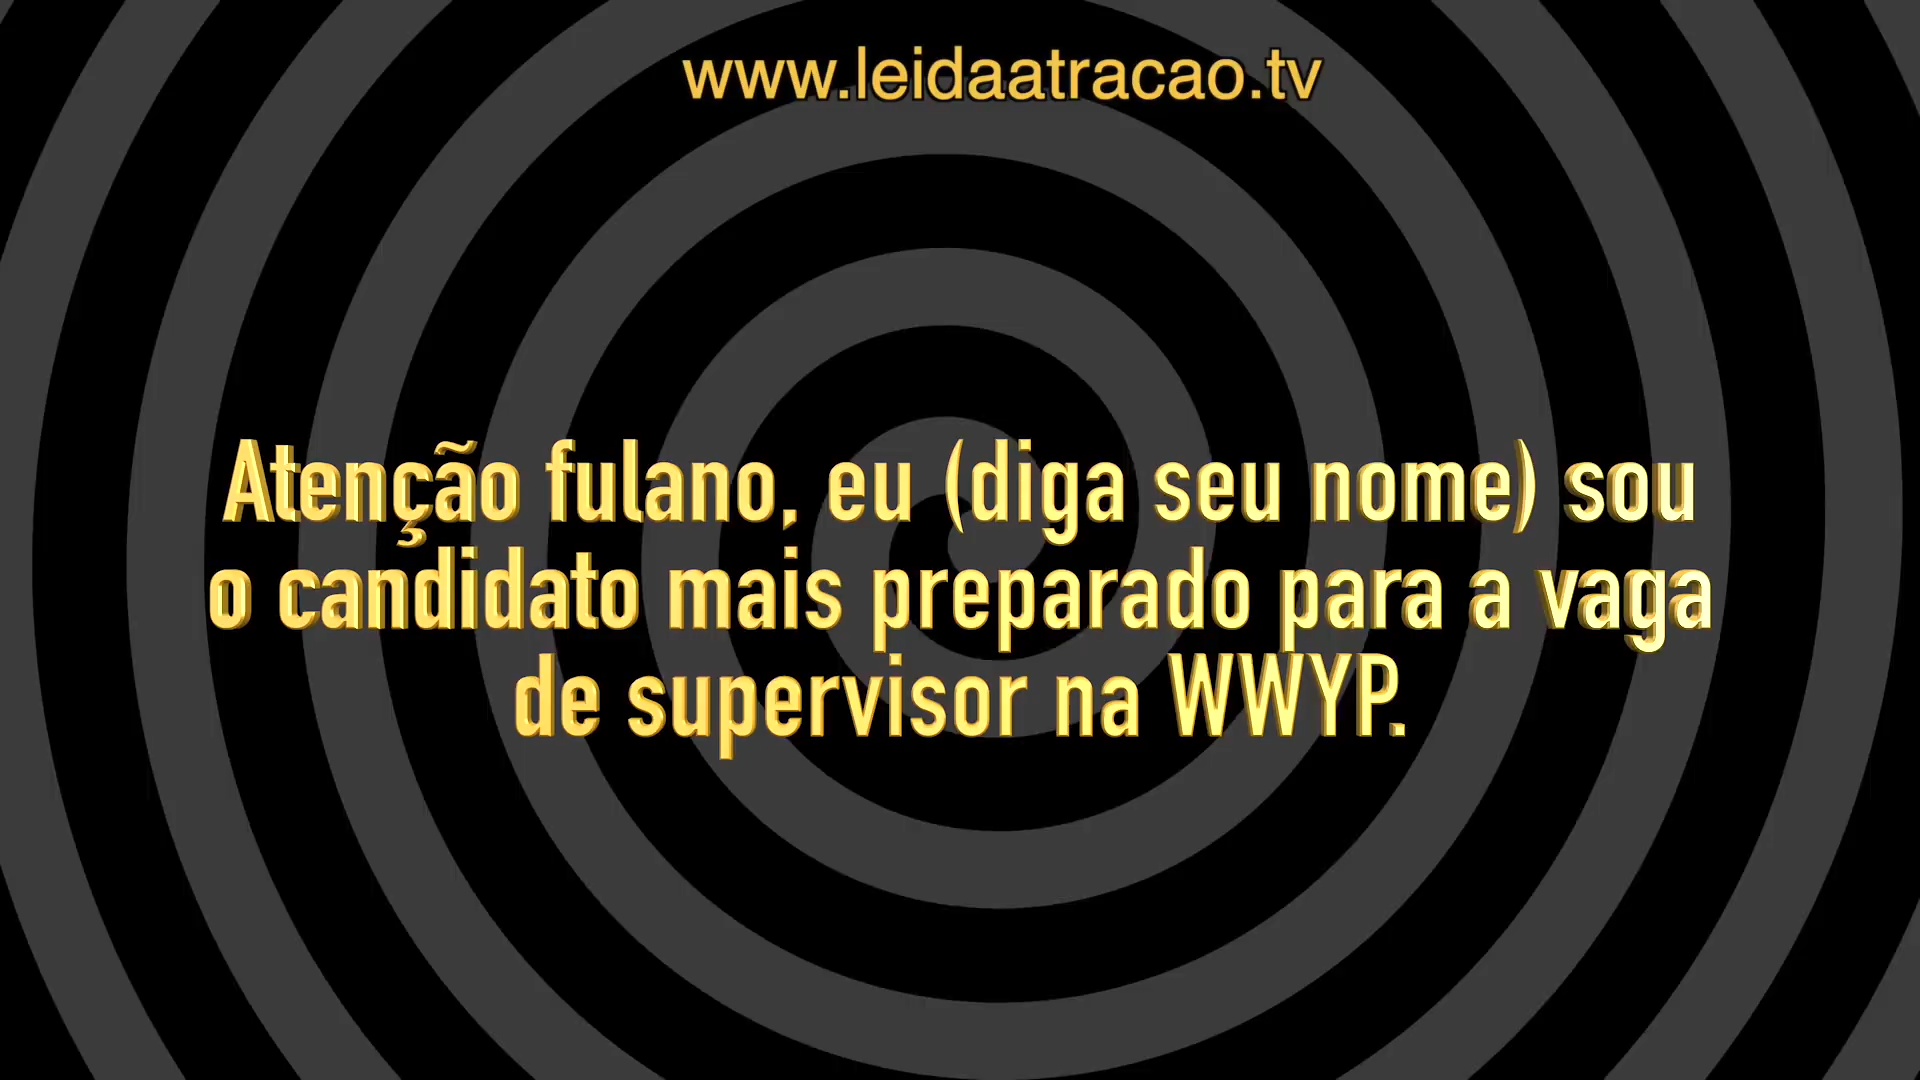 www.leidaatracao.tv
Atenção fulano, eu (diga seu nome) sou
o candidato mais preparado para a vaga
de supervisor na WWYP.